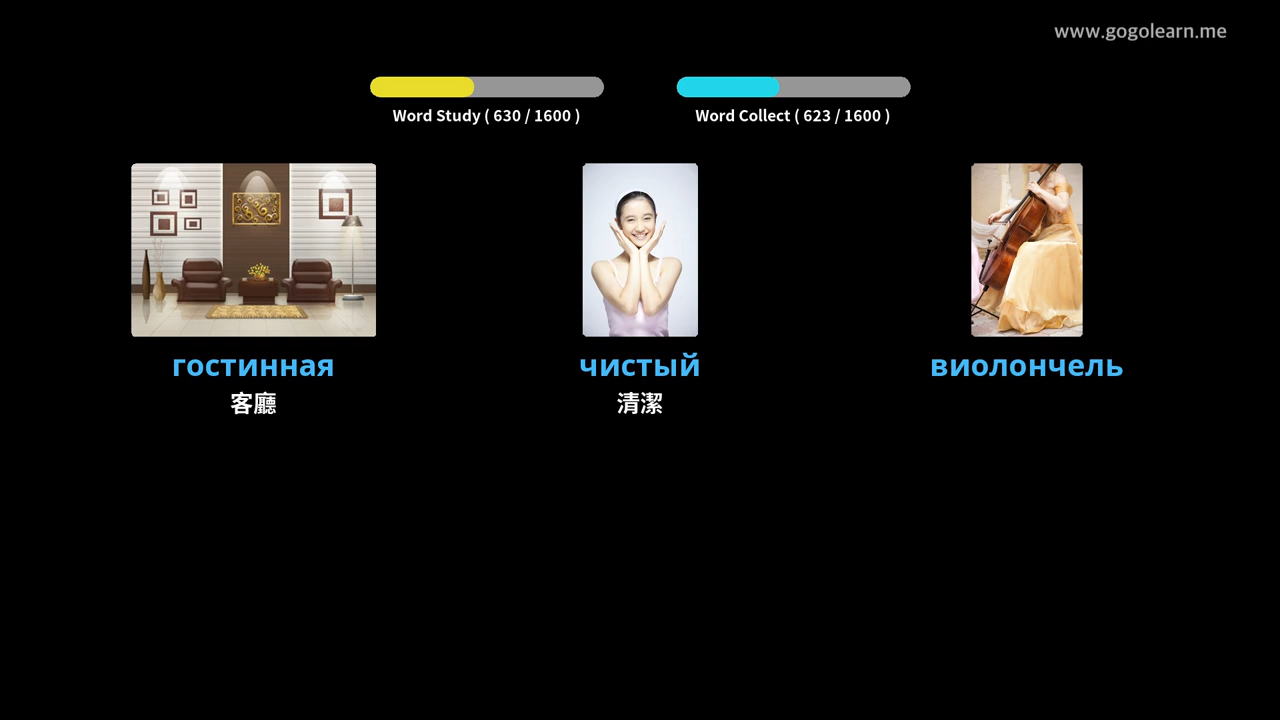 www.gogolearn.me
Word Study ( 630 / 1600 )
Word Collect ( 623 / 1600 )
гостинная
чистый
виолончель
客廳
清潔